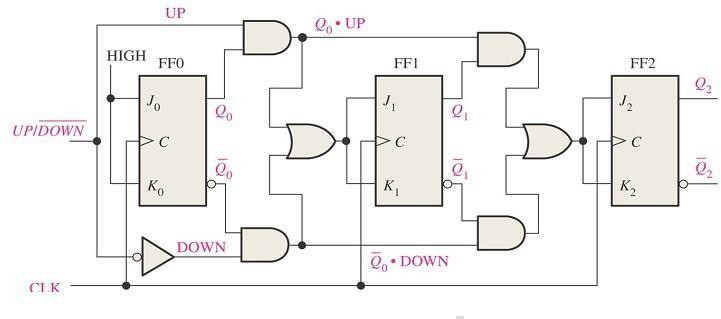 UP
Q₀ • UP
HIGH
FF0
FF1
FF2
J₀
Q₀
J₁
Q₁
J₂
Q₂
UP/D̅O̅W̅N̅
C
C
C
Q̅₀
Q̅₁
Q̅₂
K₀
K₁
K₂
DOWN
Q̅₀ • DOWN
CLK